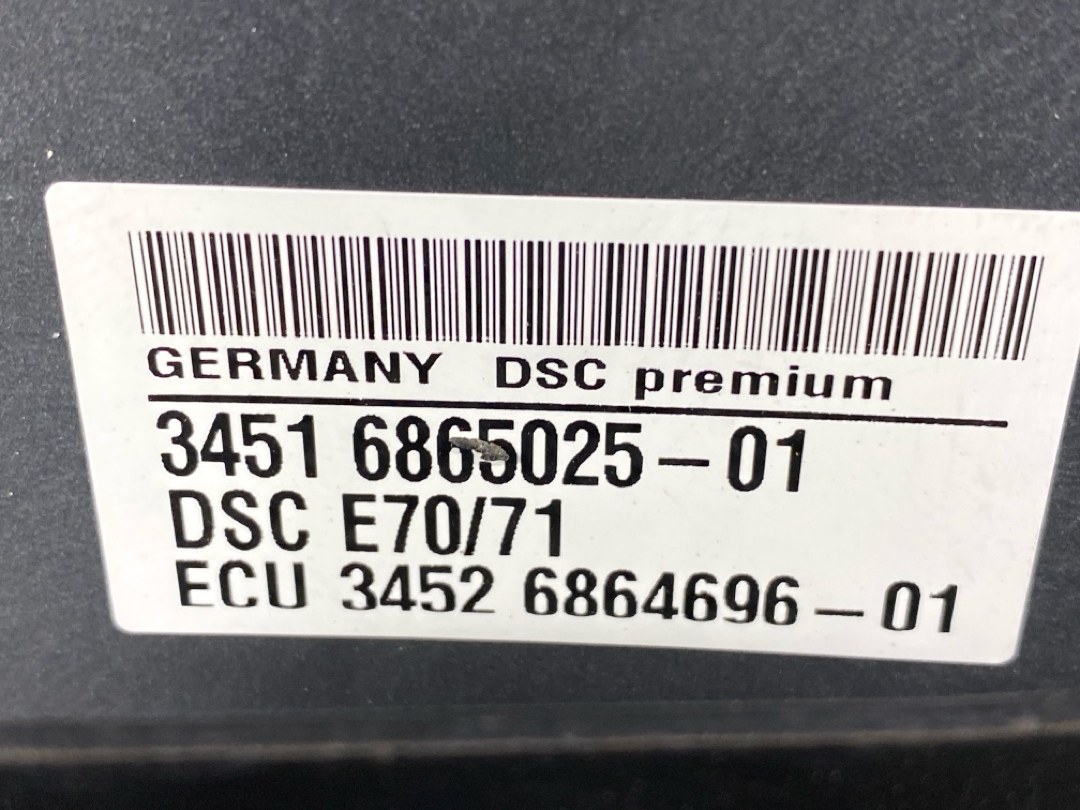 GERMANY DSC premium
3451 6865025-01
DSC E70/71
ECU 3452 6864696-01